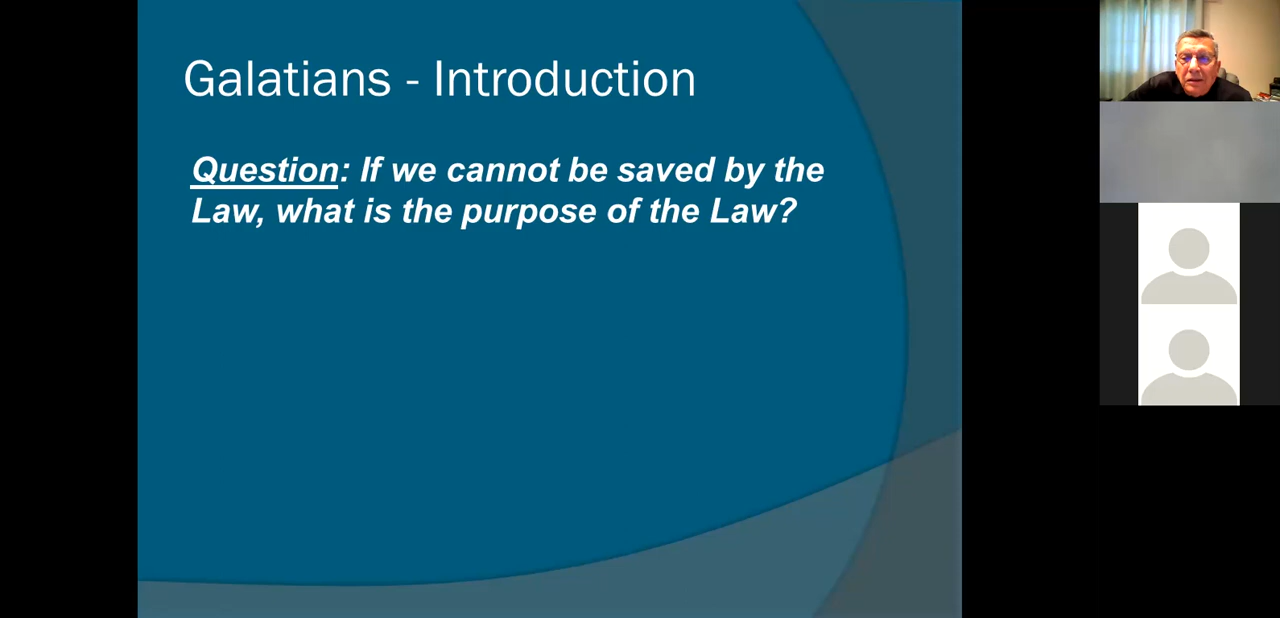 Galatians - Introduction
Question: If we cannot be saved by the
Law, what is the purpose of the Law?